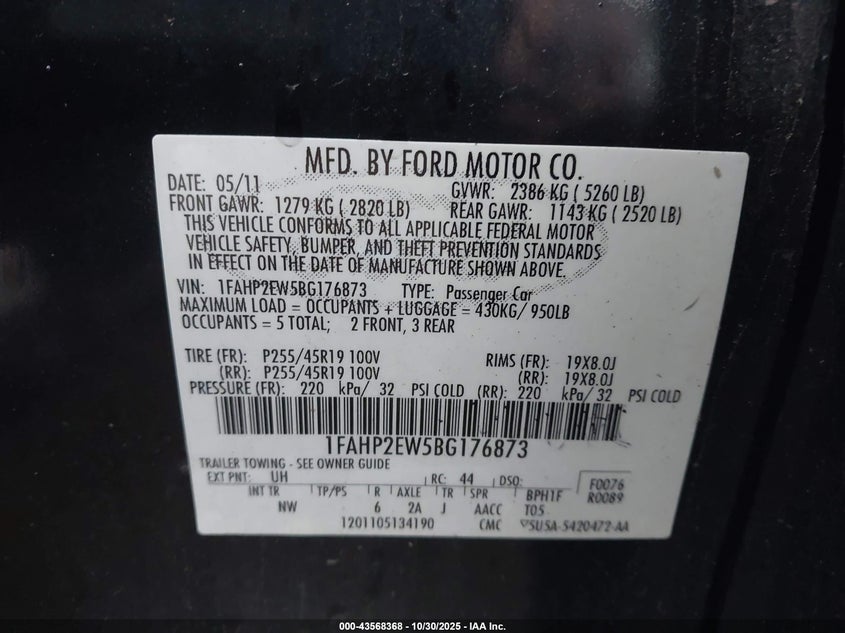 MFD. BY FORD MOTOR CO.
DATE: 05/11 GVWR: 2386 KG ( 5260 LB)
FRONT GAWR: 1279 KG ( 2820 LB) REAR GAWR: 1143 KG ( 2520 LB)
THIS VEHICLE CONFORMS TO ALL APPLICABLE FEDERAL MOTOR
VEHICLE SAFETY, BUMPER, AND THEFT PREVENTION STANDARDS
IN EFFECT ON THE DATE OF MANUFACTURE SHOWN ABOVE.
VIN: 1FAHP2EW5BG176873 TYPE: Passenger Car
MAXIMUM LOAD = OCCUPANTS + LUGGAGE = 430KG/ 950LB
OCCUPANTS = 5 TOTAL; 2 FRONT, 3 REAR
TIRE (FR): P255/45R19 100V RIMS (FR): 19X8.0J
(RR): P255/45R19 100V (RR): 19X8.0J
PRESSURE (FR): 220 kPa/ 32 PSI COLD (RR): 220 kPa/ 32 PSI COLD
1FAHP2EW5BG176873
TRAILER TOWING - SEE OWNER GUIDE
EXT PNT: UH RC: 44 DSO: F0076
INT TR TP/PS R AXLE TR SPR BPH1F R0089
NW 6 2A J AACC T05
1201105134190 CMC 5U5A-5420472-AA
000-43568368 - 10/30/2025 - IAA Inc.